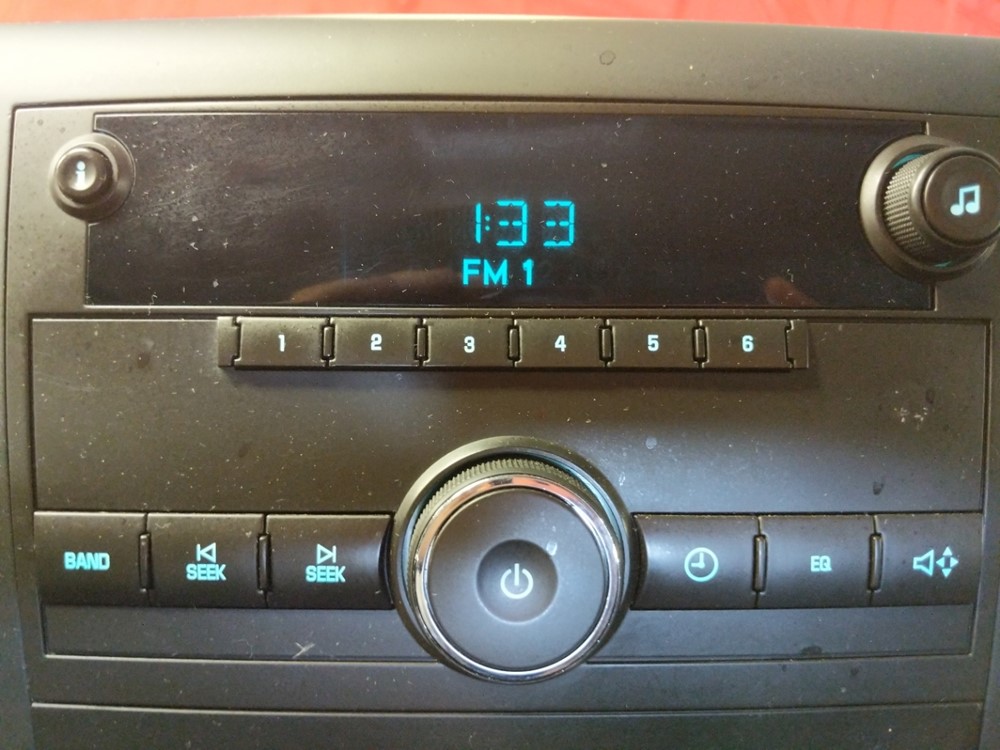 i
1:33
FM 1
1 2 3 4 5 6
BAND SEEK SEEK EQ